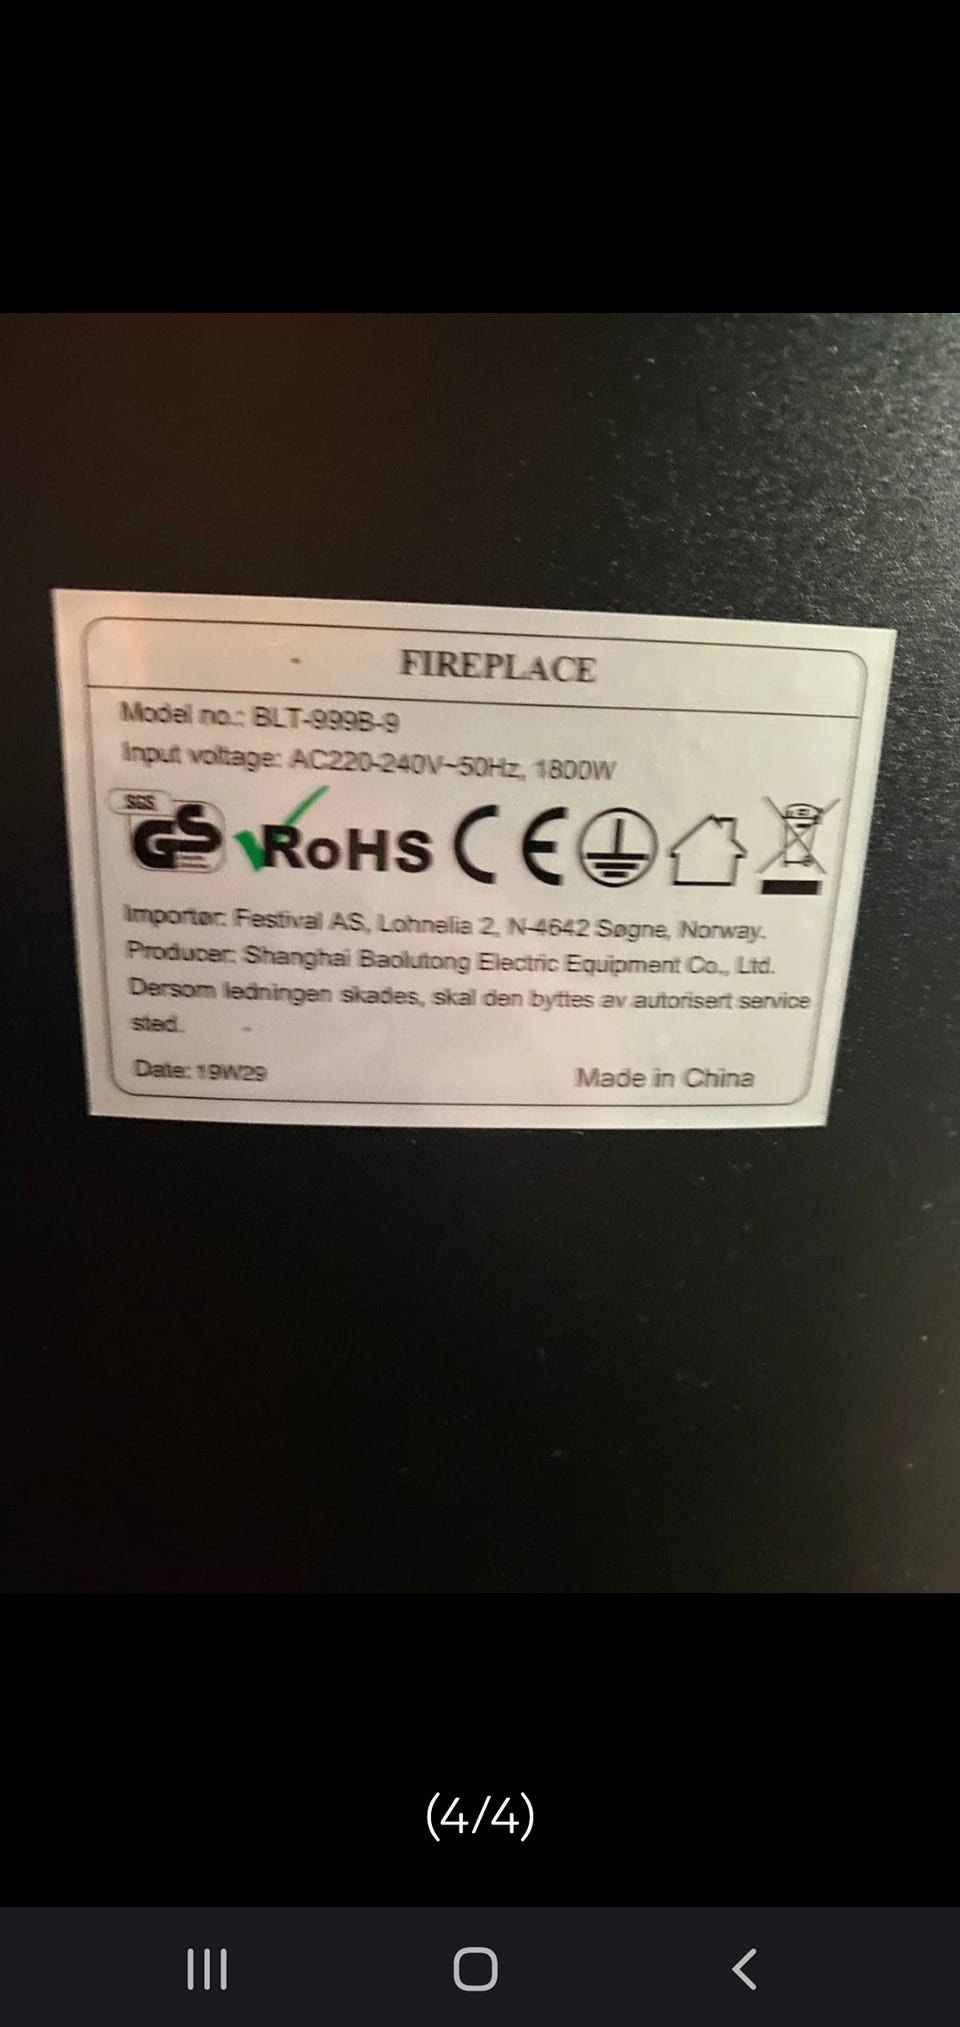 FIREPLACE
Model no.: BLT-999B-9
Input voltage: AC220-240V~50Hz, 1800W
SGS
GS RoHS CE
Importør: Festival AS, Lohnelia 2, N-4642 Søgne, Norway.
Producer: Shanghai Baolutong Electric Equipment Co., Ltd.
Dersom ledningen skades, skal den byttes av autorisert service
sted.
Date: 19W29 Made in China
(4/4)